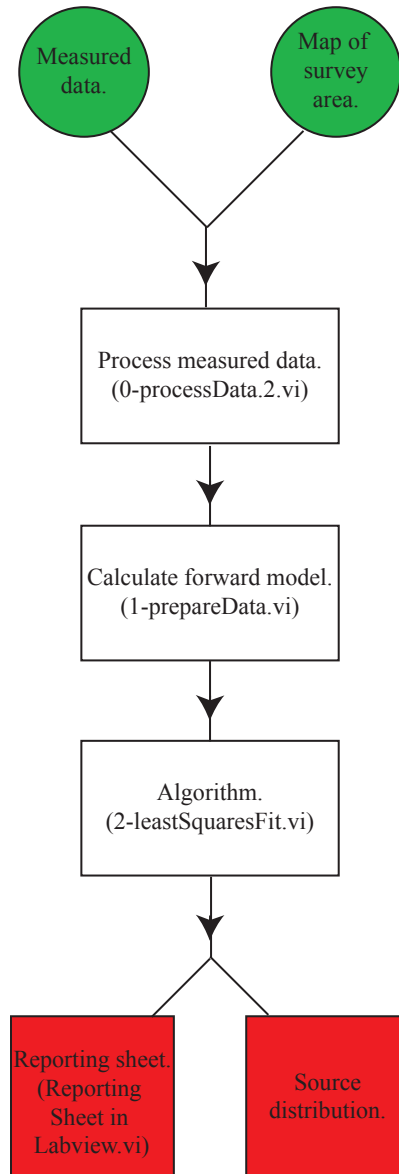 Measured
data.
Map of
survey
area.
Process measured data.
(0-processData.2.vi)
Calculate forward model.
(1-prepareData.vi)
Algorithm.
(2-leastSquaresFit.vi)
Reporting sheet.
(Reporting
Sheet in
Labview.vi)
Source
distribution.